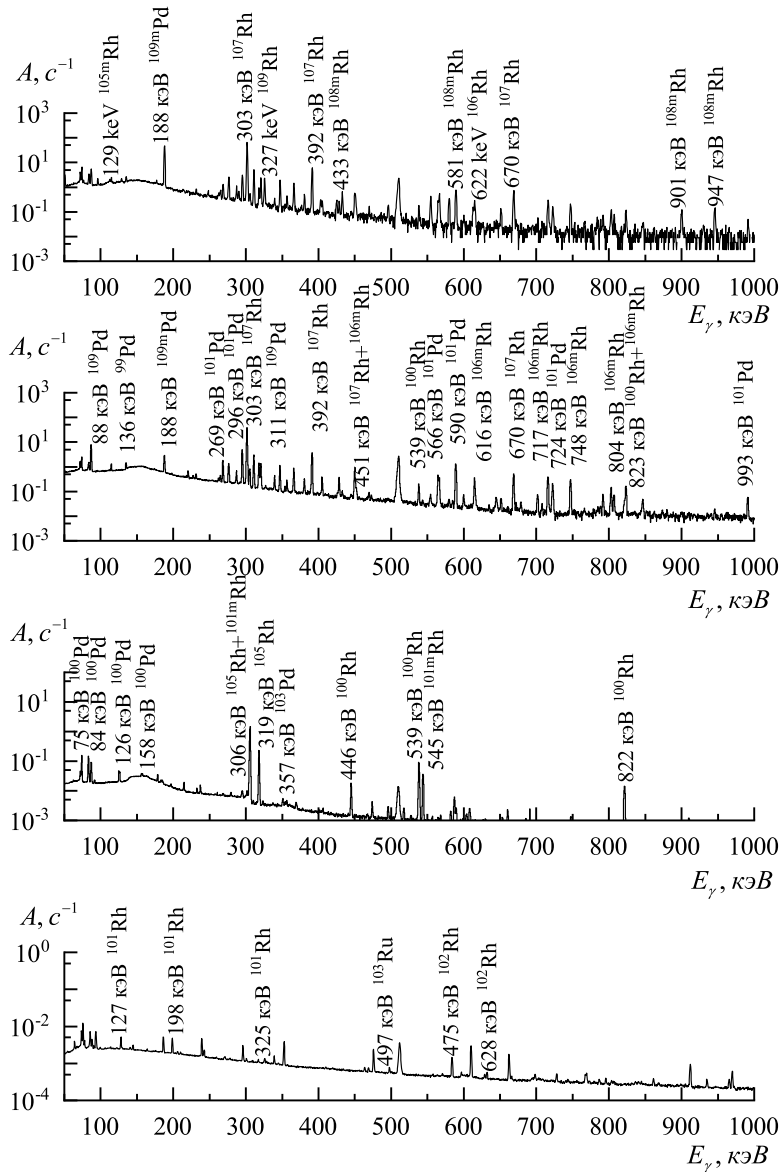 A, c⁻¹
129 keV ¹⁰⁵ᵐRh
188 кэВ ¹⁰⁹ᵐPd
303 кэВ ¹⁰⁷Rh
327 keV ¹⁰⁹Rh
392 кэВ ¹⁰⁷Rh
433 кэВ ¹⁰⁸ᵐRh
581 кэВ ¹⁰⁸ᵐRh
622 keV ¹⁰⁶Rh
670 кэВ ¹⁰⁷Rh
901 кэВ ¹⁰⁸ᵐRh
947 кэВ ¹⁰⁸ᵐRh
10³
10¹
10⁻¹
10⁻³
100 200 300 400 500 600 700 800 900 1000
Eᵧ, кэВ
A, c⁻¹
88 кэВ ¹⁰⁹Pd
136 кэВ ⁹⁹Pd
188 кэВ ¹⁰⁹ᵐPd
269 кэВ ¹⁰¹Pd
296 кэВ ¹⁰¹Pd
303 кэВ ¹⁰⁷Rh
311 кэВ ¹⁰⁹Pd
392 кэВ ¹⁰⁷Rh
451 кэВ ¹⁰⁷Rh+¹⁰⁶ᵐRh
539 кэВ ¹⁰⁰Rh
566 кэВ ¹⁰¹Pd
590 кэВ ¹⁰¹Pd
616 кэВ ¹⁰⁶ᵐRh
670 кэВ ¹⁰⁷Rh
717 кэВ ¹⁰⁶ᵐRh
724 кэВ ¹⁰¹Pd
748 кэВ ¹⁰⁶ᵐRh
804 кэВ ¹⁰⁶ᵐRh
823 кэВ ¹⁰⁰Rh+¹⁰⁶ᵐRh
993 кэВ ¹⁰¹Pd
10³
10¹
10⁻¹
10⁻³
100 200 300 400 500 600 700 800 900 1000
Eᵧ, кэВ
A, c⁻¹
75 кэВ ¹⁰⁰Pd
84 кэВ ¹⁰⁰Pd
126 кэВ ¹⁰⁰Pd
158 кэВ ¹⁰⁰Pd
306 кэВ ¹⁰⁵Rh+¹⁰¹ᵐRh
319 кэВ ¹⁰⁵Rh
357 кэВ ¹⁰³Pd
446 кэВ ¹⁰⁰Rh
539 кэВ ¹⁰⁰Rh
545 кэВ ¹⁰¹ᵐRh
822 кэВ ¹⁰⁰Rh
10¹
10⁻¹
10⁻³
100 200 300 400 500 600 700 800 900 1000
Eᵧ, кэВ
A, c⁻¹
127 кэВ ¹⁰¹Rh
198 кэВ ¹⁰¹Rh
325 кэВ ¹⁰¹Rh
497 кэВ ¹⁰³Ru
475 кэВ ¹⁰²Rh
628 кэВ ¹⁰²Rh
10⁰
10⁻²
10⁻⁴
100 200 300 400 500 600 700 800 900 1000
Eᵧ, кэВ